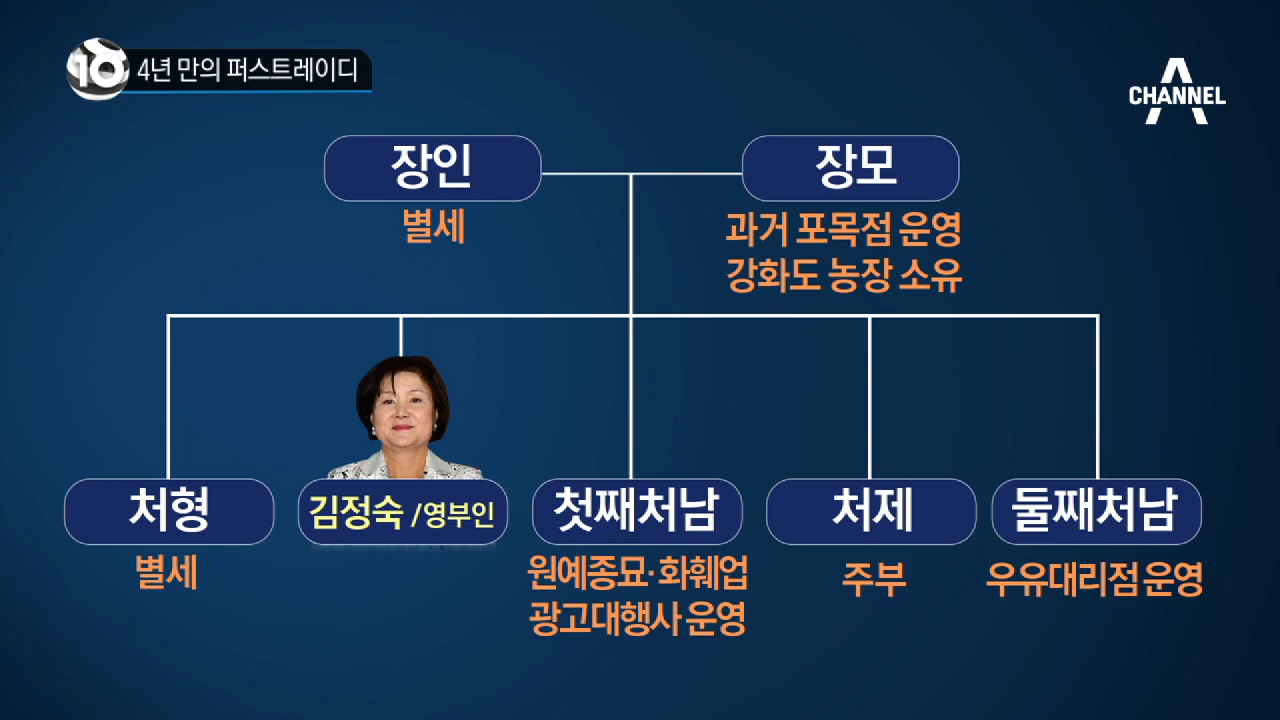 10 4년 만의 퍼스트레이디
CHANNEL A
장인
장모
별세
과거 포목점 운영
강화도 농장 소유
처형
김정숙 /영부인
첫째처남
처제
둘째처남
별세
원예종묘·화훼업
광고대행사 운영
주부
우유대리점 운영